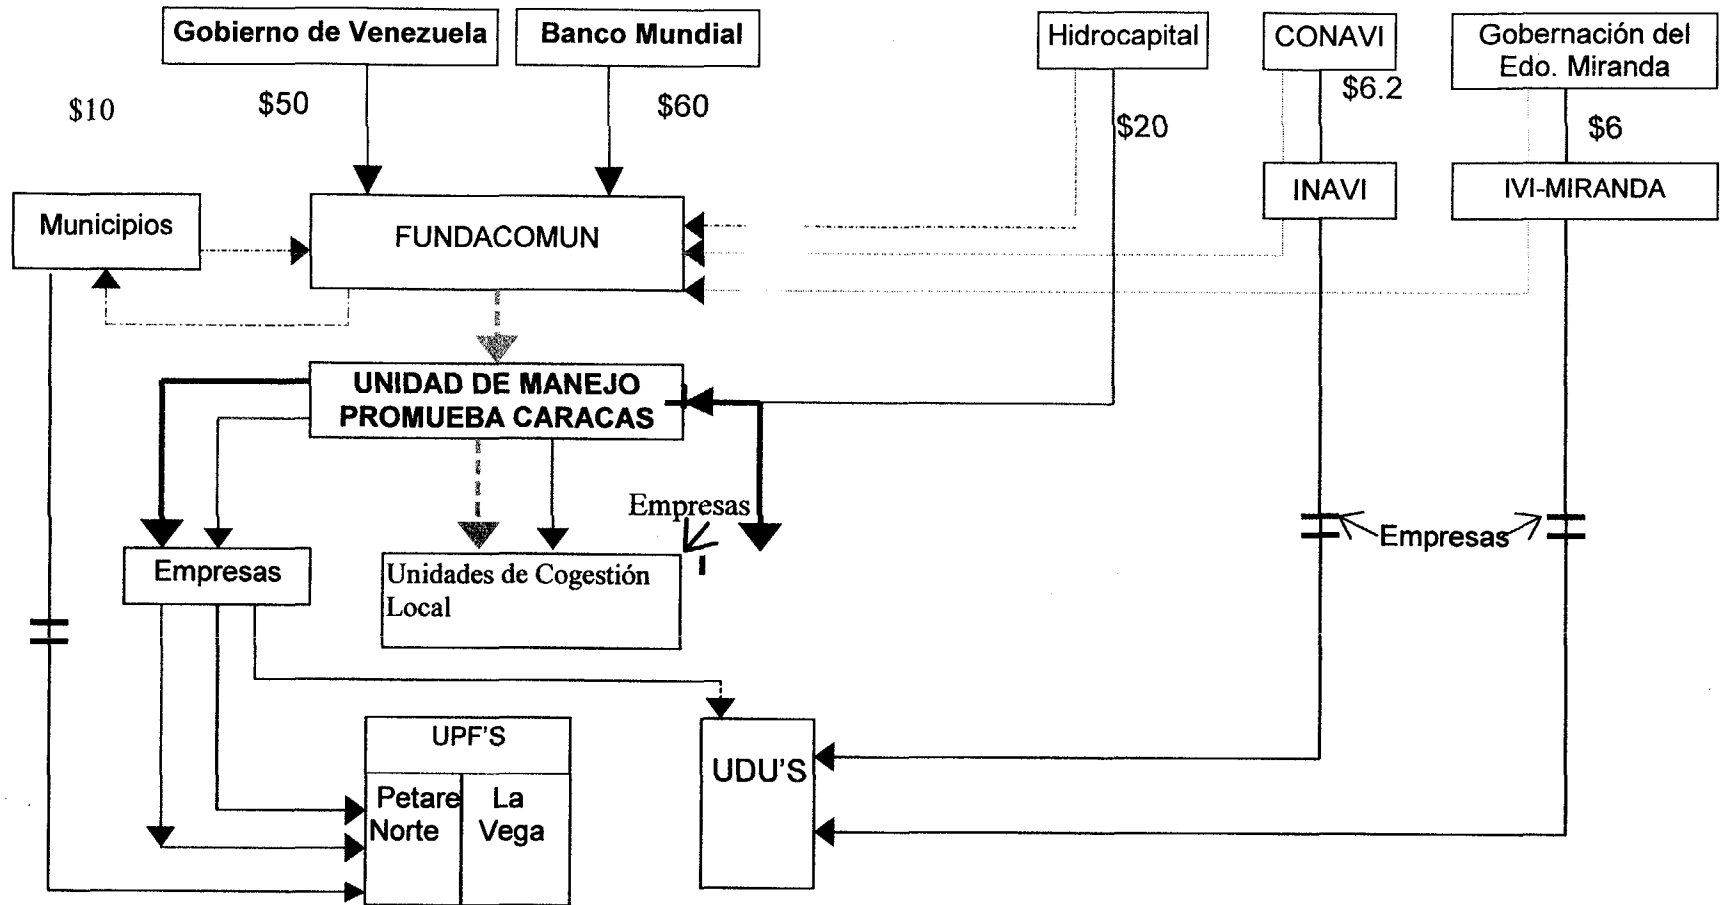 Gobierno de Venezuela
Banco Mundial
Hidrocapital
CONAVI
Gobernación del
Edo. Miranda
$10
$50
$60
$20
$6.2
$6
Municipios
FUNDACOMUN
INAVI
IVI-MIRANDA
UNIDAD DE MANEJO
PROMUEBA CARACAS
Empresas
Empresas
Empresas
Unidades de Cogestión
Local
UPF'S
Petare
Norte
La
Vega
UDU'S